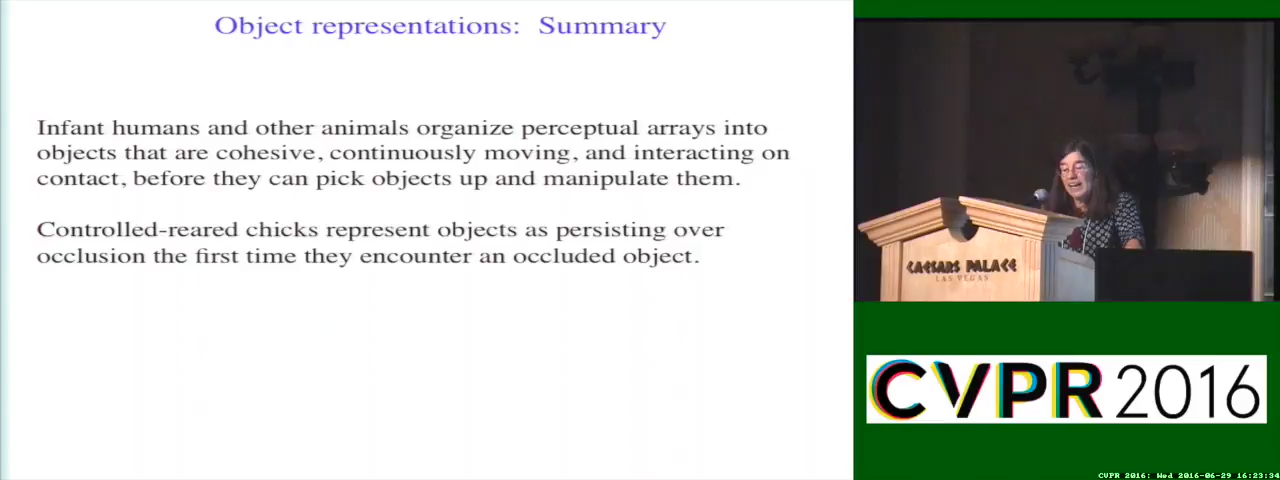 Object representations: Summary
Infant humans and other animals organize perceptual arrays into
objects that are cohesive, continuously moving, and interacting on
contact, before they can pick objects up and manipulate them.
Controlled-reared chicks represent objects as persisting over
occlusion the first time they encounter an occluded object.
CAESARS PALACE
LAS VEGAS
CVPR 2016
CVPR 2016: Wed 2016-06-29 16:23:34